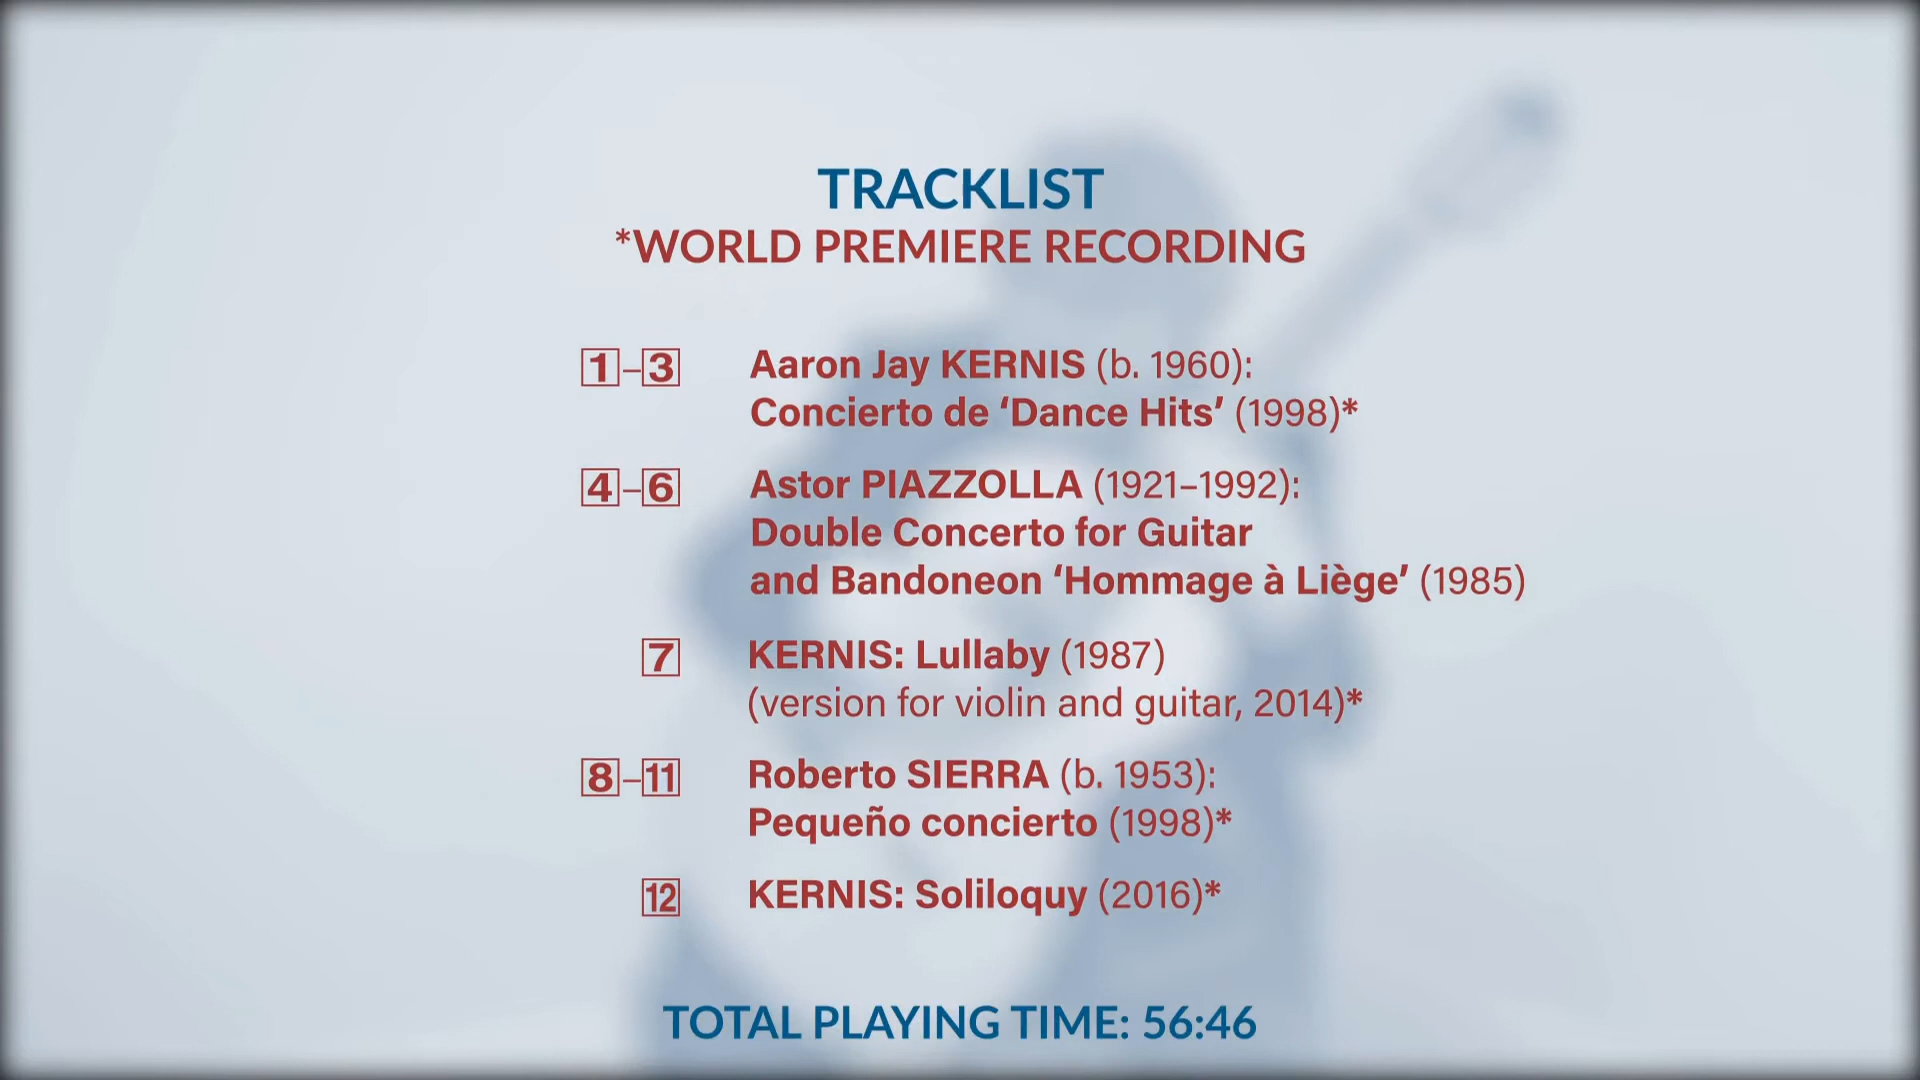 TRACKLIST
*WORLD PREMIERE RECORDING
1–3 Aaron Jay KERNIS (b. 1960):
Concierto de ‘Dance Hits’ (1998)*
4–6 Astor PIAZZOLLA (1921–1992):
Double Concerto for Guitar
and Bandoneon ‘Hommage à Liège’ (1985)
7 KERNIS: Lullaby (1987)
(version for violin and guitar, 2014)*
8–11 Roberto SIERRA (b. 1953):
Pequeño concierto (1998)*
12 KERNIS: Soliloquy (2016)*
TOTAL PLAYING TIME: 56:46